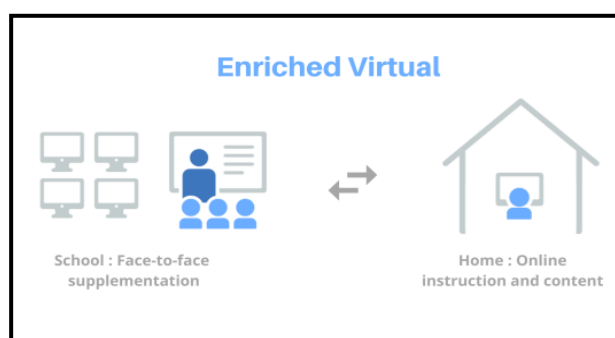 Enriched Virtual
School : Face-to-face
supplementation
Home : Online
instruction and content